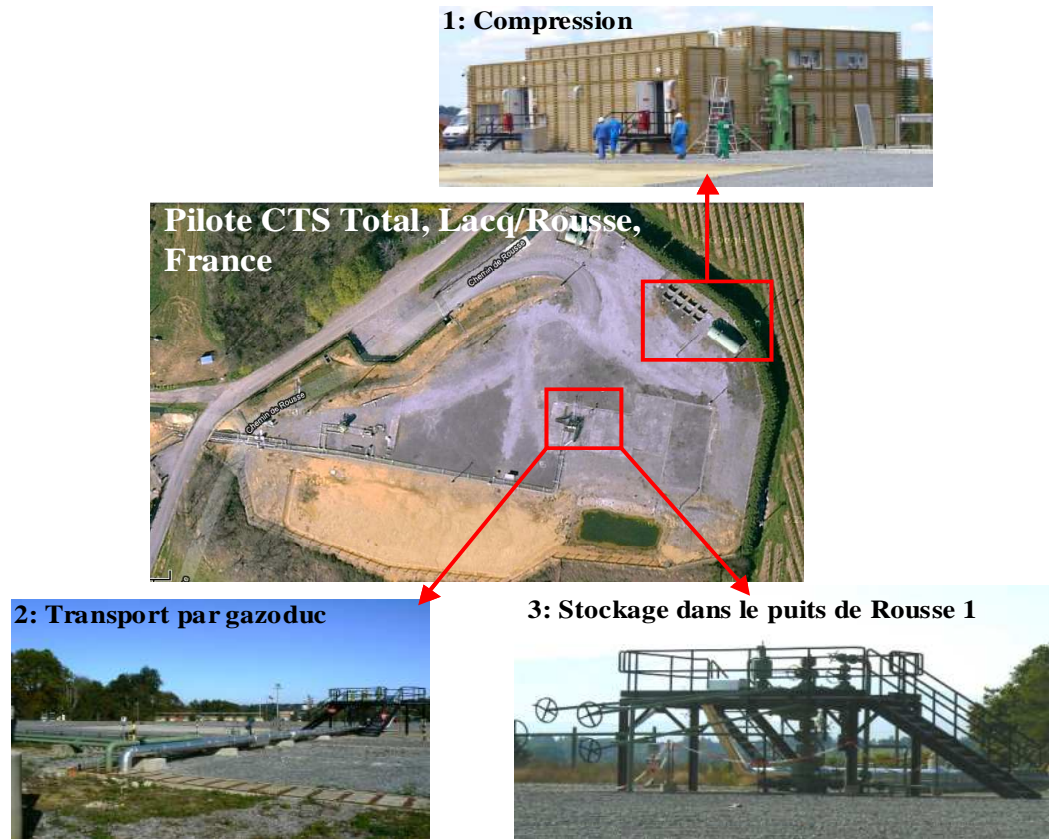 1: Compression
Pilote CTS Total, Lacq/Rousse,
France
Chemin de Rousse
Chemin de Rousse
2: Transport par gazoduc
3: Stockage dans le puits de Rousse 1